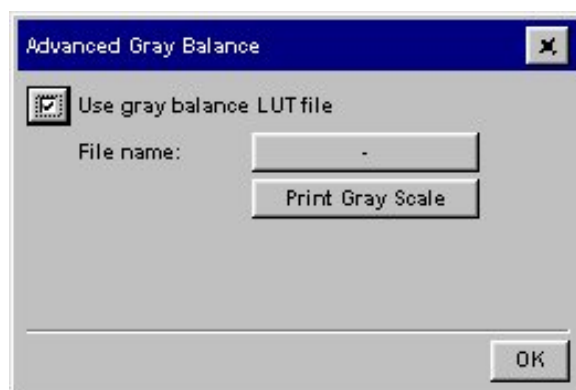 Advanced Gray Balance
Use gray balance LUT file
File name: -
Print Gray Scale
OK